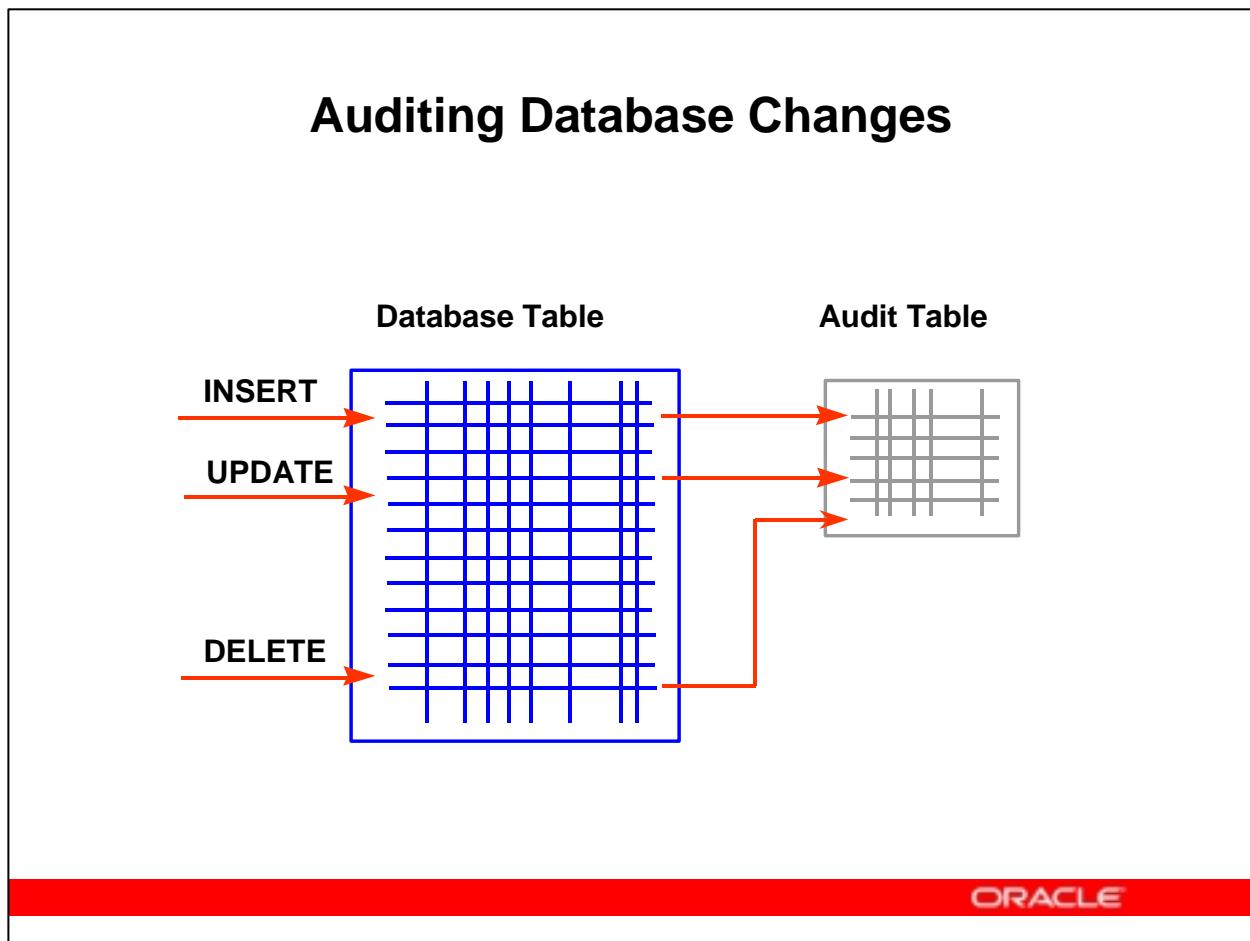 Auditing Database Changes
Database Table
Audit Table
INSERT
UPDATE
DELETE
ORACLE